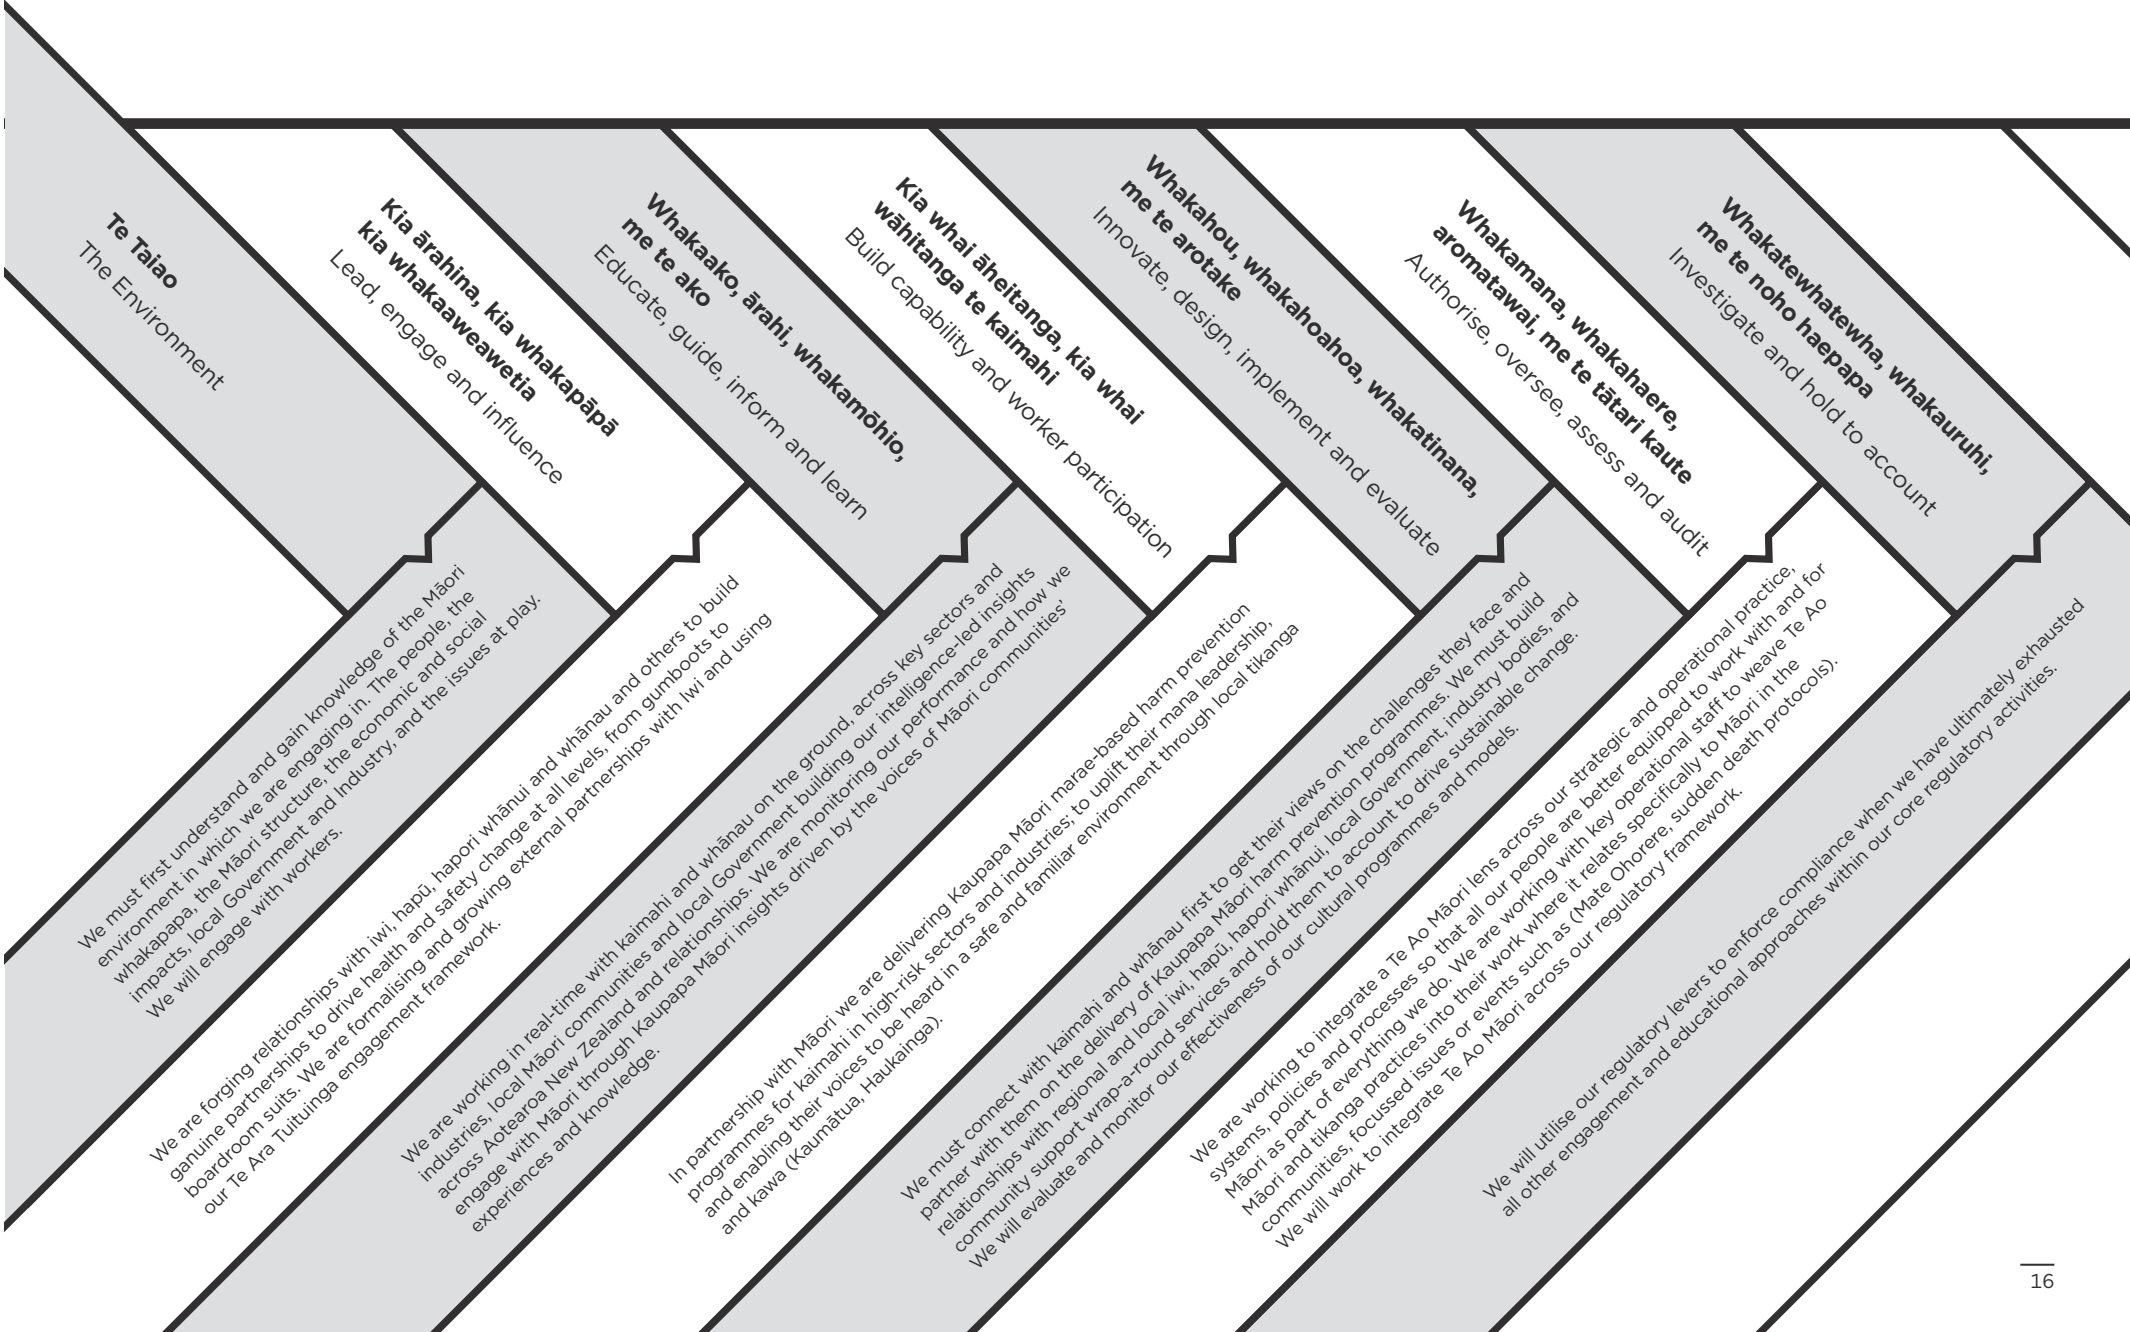 Te Taiao
The Environment
We must first understand and gain knowledge of the Māori
environment in which we are engaging in. The people, the
whakapapa, the Māori structure, the economic and social
impacts, local Government and Industry, and the issues at play.
We will engage with workers.
Kia ārahina, kia whakapāpā
kia whakaaweawetia
Lead, engage and influence
We are forging relationships with iwi, hapū, hapori whānui and whānau and others to build
ganuine partnerships to drive health and safety change at all levels, from gumboots to
boardroom suits. We are formalising and growing external partnerships with Iwi and using
our Te Ara Tuituinga engagement framework.
Whakaako, ārahi, whakamōhio,
me te ako
Educate, guide, inform and learn
We are working in real-time with kaimahi and whānau on the ground, across key sectors and
industries, local Māori communities and local Government building our intelligence-led insights
across Aotearoa New Zealand and relationships. We are monitoring our performance and how we
engage with Māori through Kaupapa Māori insights driven by the voices of Māori communities’
experiences and knowledge.
Kia whai āheitanga, kia whai
wāhitanga te kaimahi
Build capability and worker participation
In partnership with Māori we are delivering Kaupapa Māori marae-based harm prevention
programmes for kaimahi in high-risk sectors and industries; to uplift their mana leadership,
and enabling their voices to be heard in a safe and familiar environment through local tikanga
and kawa (Kaumātua, Haukainga).
Whakahou, whakahoahoa, whakatinana,
me te arotake
Innovate, design, implement and evaluate
We must connect with kaimahi and whānau first to get their views on the challenges they face and
partner with them on the delivery of Kaupapa Māori harm prevention programmes. We must build
relationships with regional and local iwi, hapū, hapori whānui, local Government, industry bodies, and
community support wrap-a-round services and hold them to account to drive sustainable change.
We will evaluate and monitor our effectiveness of our cultural programmes and models.
Whakamana, whakahaere,
aromatawai, me te tātari kaute
Authorise, oversee, assess and audit
We are working to integrate a Te Ao Māori lens across our strategic and operational practice,
systems, policies and processes so that all our people are better equipped to work with and for
Māori as part of everything we do. We are working with key operational staff to weave Te Ao
Māori and tikanga practices into their work where it relates specifically to Māori in the
communities, focussed issues or events such as (Mate Ohorere, sudden death protocols).
We will work to integrate Te Ao Māori across our regulatory framework.
Whakatewhatewha, whakauruhi,
me te noho haepapa
Investigate and hold to account
We will utilise our regulatory levers to enforce compliance when we have ultimately exhausted
all other engagement and educational approaches within our core regulatory activities.
16